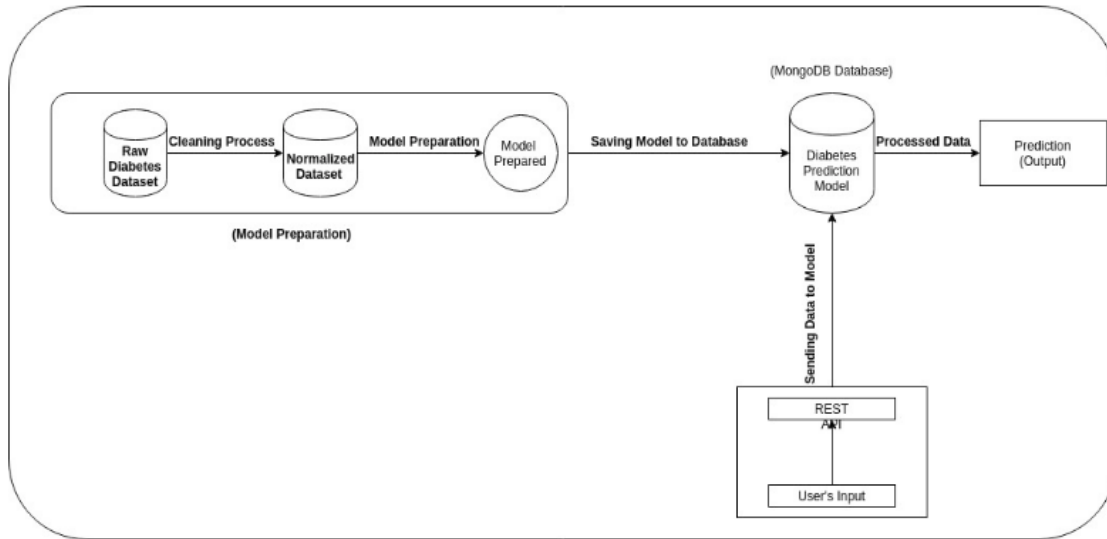 (MongoDB Database)
Raw
Diabetes
Dataset
Cleaning Process
Normalized
Dataset
Model Preparation
Model
Prepared
Saving Model to Database
Diabetes
Prediction
Model
Processed Data
Prediction
(Output)
(Model Preparation)
Sending Data to Model
REST
API
User's Input